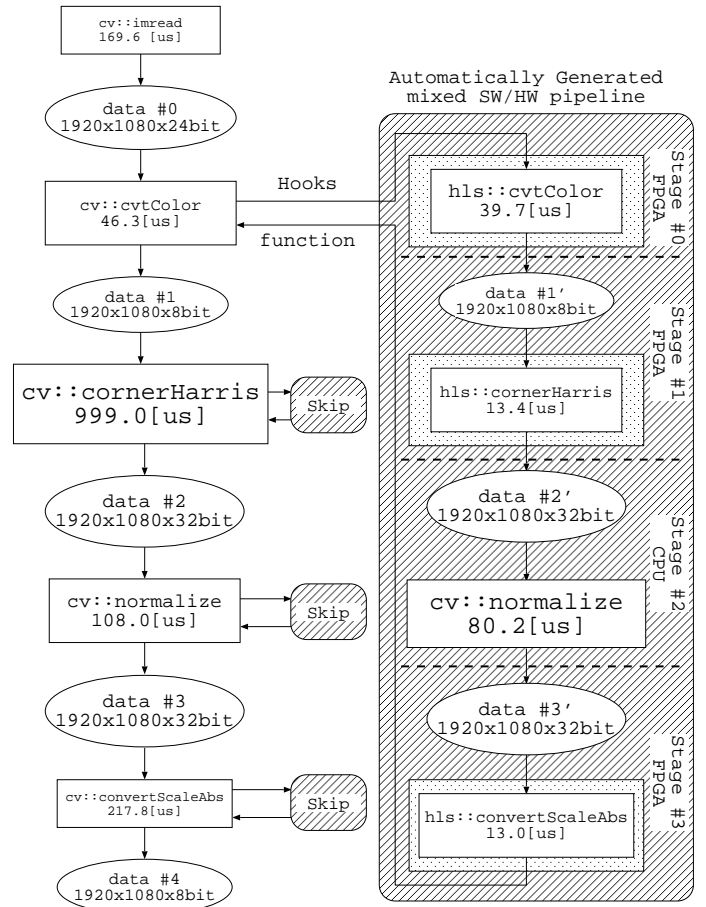 cv::imread
169.6 [us]
data #0
1920x1080x24bit
cv::cvtColor
46.3[us]
data #1
1920x1080x8bit
cv::cornerHarris
999.0[us]
Skip
data #2
1920x1080x32bit
cv::normalize
108.0[us]
Skip
data #3
1920x1080x32bit
cv::convertScaleAbs
217.8[us]
Skip
data #4
1920x1080x8bit
Hooks
function
Automatically Generated
mixed SW/HW pipeline
hls::cvtColor
39.7[us]
Stage #0
FPGA
data #1'
1920x1080x8bit
hls::cornerHarris
13.4[us]
Stage #1
FPGA
data #2'
1920x1080x32bit
cv::normalize
80.2[us]
Stage #2
CPU
data #3'
1920x1080x32bit
hls::convertScaleAbs
13.0[us]
Stage #3
FPGA